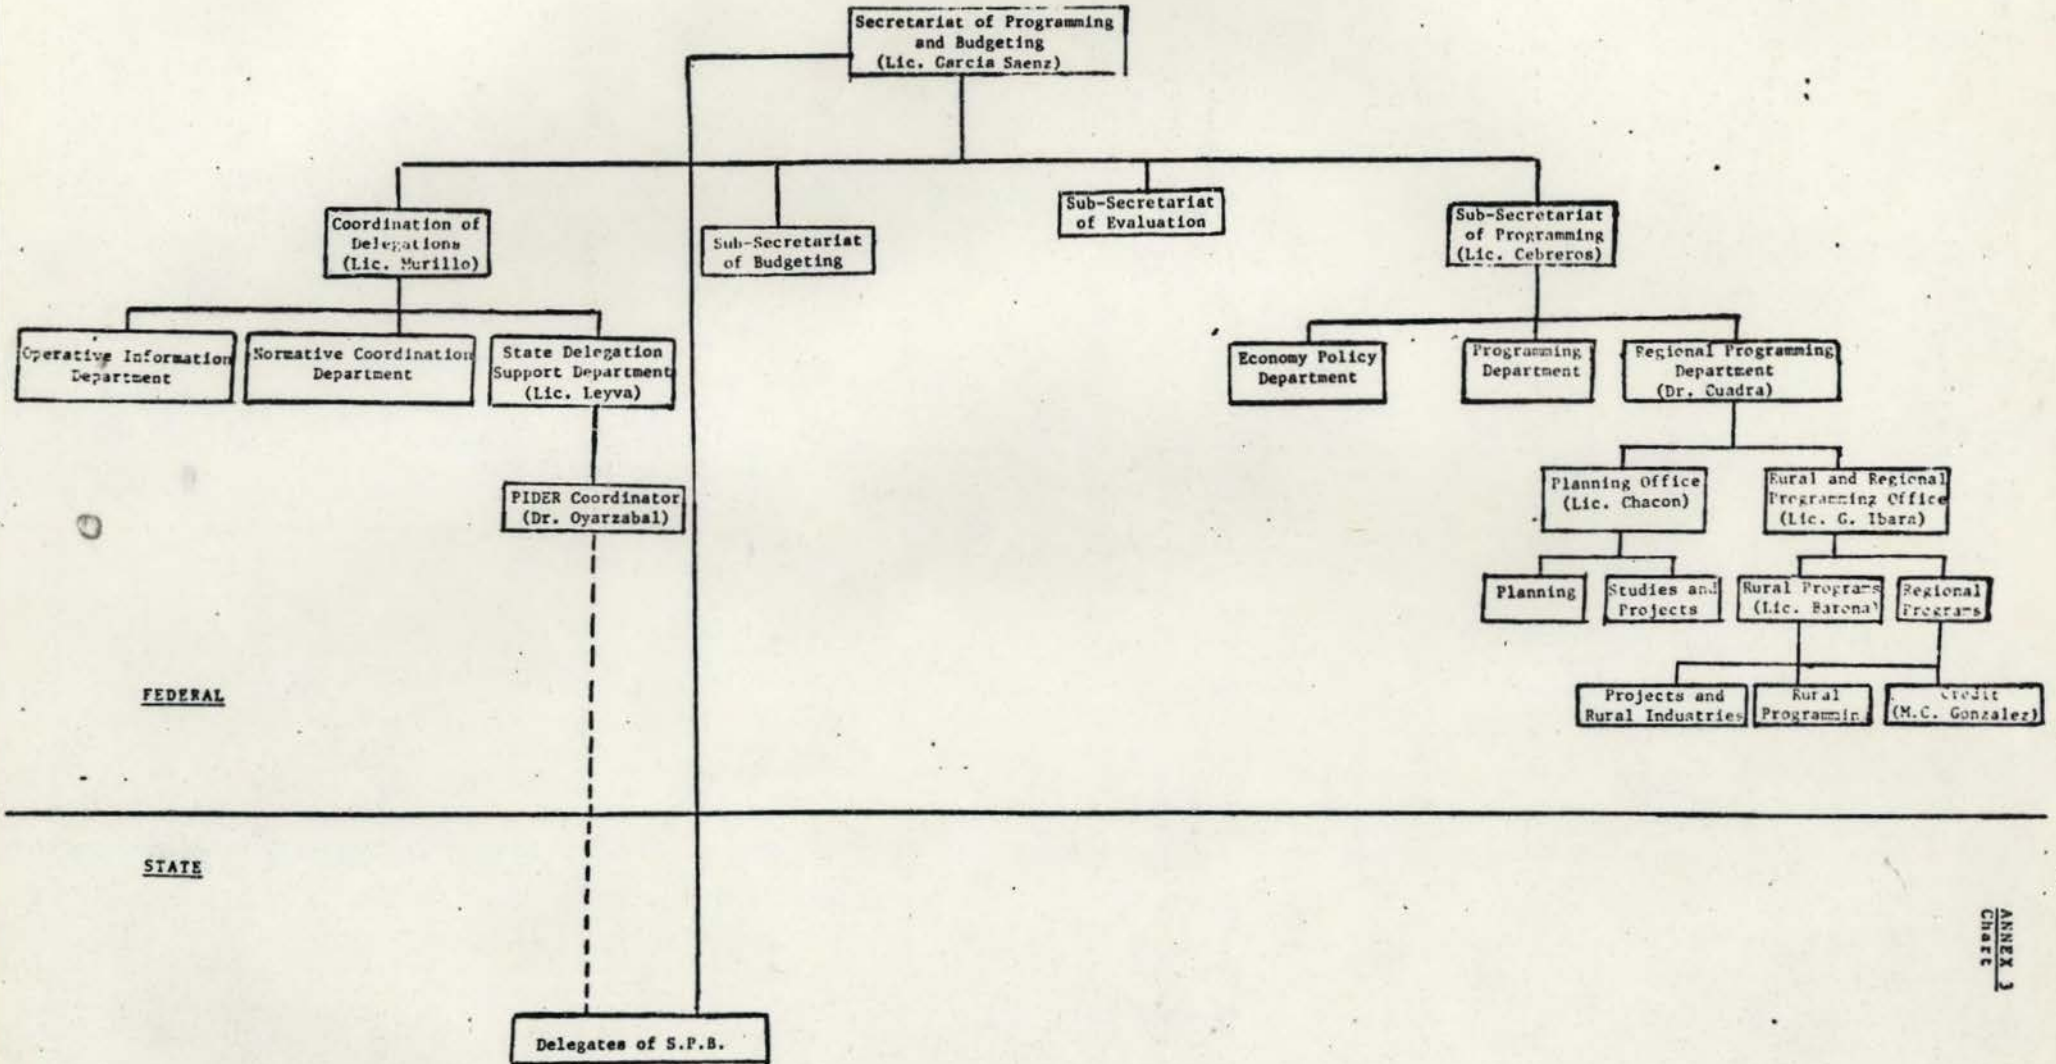 Secretariat of Programming
and Budgeting
(Lic. Garcia Saenz)
Coordination of
Delegations
(Lic. Murillo)
Sub-Secretariat
of Budgeting
Sub-Secretariat
of Evaluation
Sub-Secretariat
of Programming
(Lic. Cebreros)
Operative Information
Department
Normative Coordination
Department
State Delegation
Support Department
(Lic. Leyva)
Economy Policy
Department
Programming
Department
Regional Programming
Department
(Dr. Cuadra)
PIDER Coordinator
(Dr. Oyarzabal)
Planning Office
(Lic. Chacon)
Rural and Regional
Programming Office
(Lic. G. Ibara)
Planning
Studies and
Projects
Rural Programs
(Lic. Barona)
Regional
Programs
FEDERAL
Projects and
Rural Industries
Rural
Programmin
Credit
(M.C. Gonzalez)
STATE
ANNEX 3
Chart
Delegates of S.P.B.